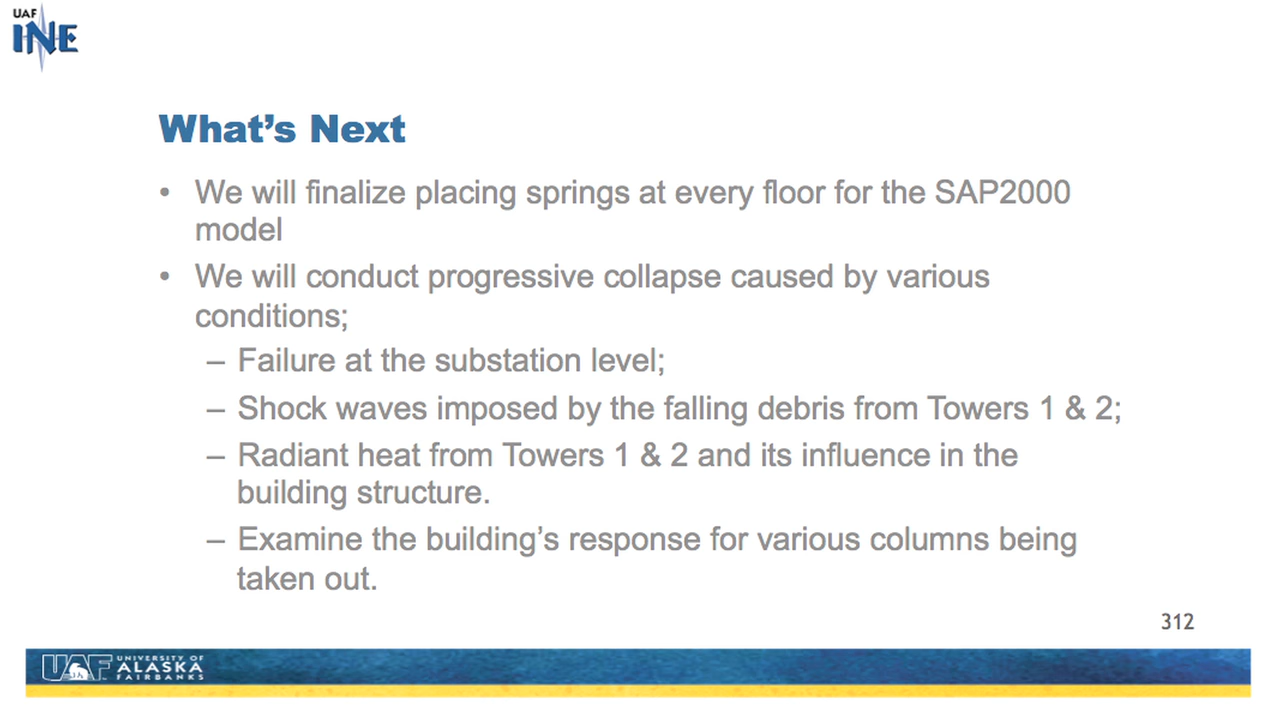 UAF
INE
What’s Next
• We will finalize placing springs at every floor for the SAP2000
model
• We will conduct progressive collapse caused by various
conditions;
– Failure at the substation level;
– Shock waves imposed by the falling debris from Towers 1 & 2;
– Radiant heat from Towers 1 & 2 and its influence in the
building structure.
– Examine the building’s response for various columns being
taken out.
312
UAF
UNIVERSITY OF
ALASKA
FAIRBANKS